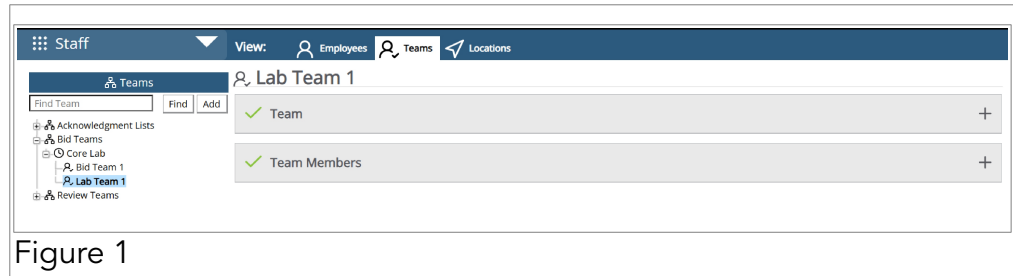 Staff
View: Employees Teams Locations
Teams
Find Team Find Add
Acknowledgment Lists
Bid Teams
Core Lab
Bid Team 1
Lab Team 1
Review Teams
Lab Team 1
Team
Team Members
Figure 1